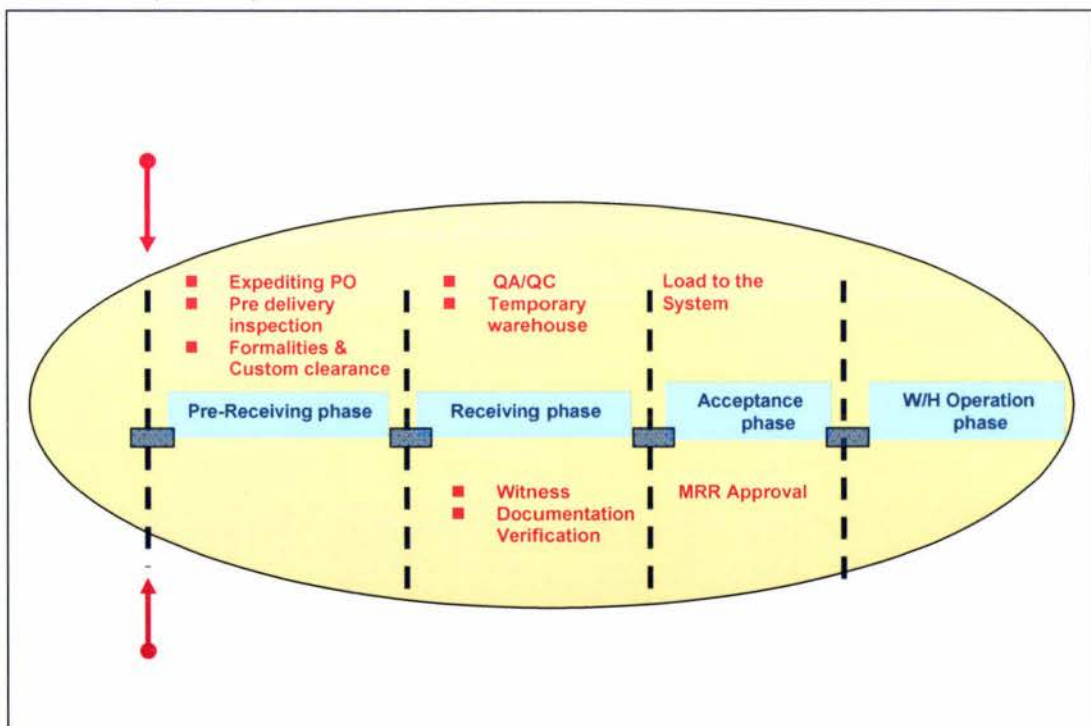 Expediting PO
Pre delivery
inspection
Formalities &
Custom clearance
QA/QC
Temporary
warehouse
Load to the
System
Pre-Receiving phase
Receiving phase
Acceptance
phase
W/H Operation
phase
Witness
Documentation
Verification
MRR Approval